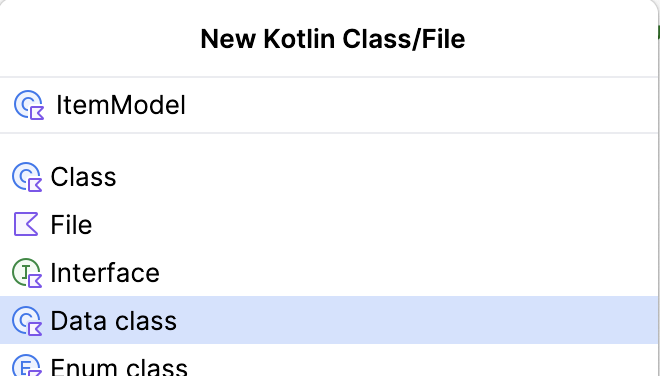 New Kotlin Class/File
ItemModel
Class
File
Interface
Data class
Enum class